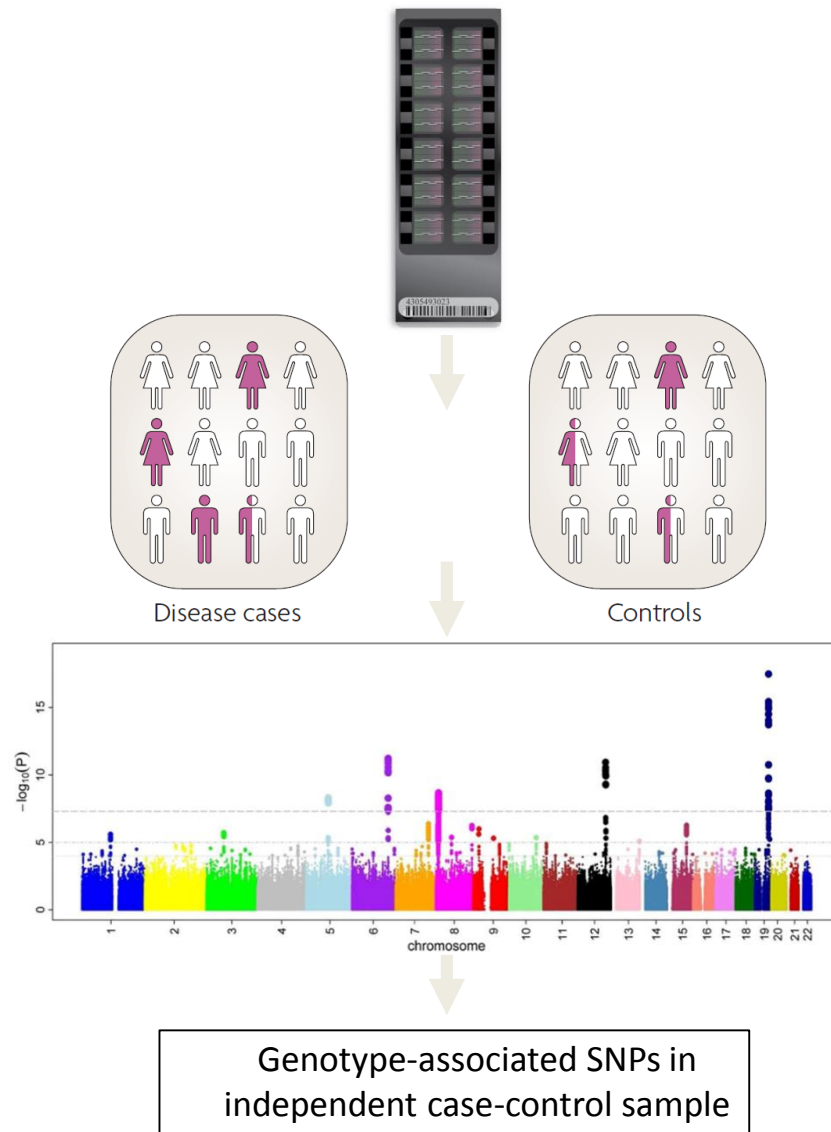 4305493023
Disease cases
Controls
−log10(P)
15
10
5
0
1 2 3 4 5 6 7 8 9 10 11 12 13 14 15 16 17 18 19 20 21 22
chromosome
Genotype-associated SNPs in
independent case-control sample